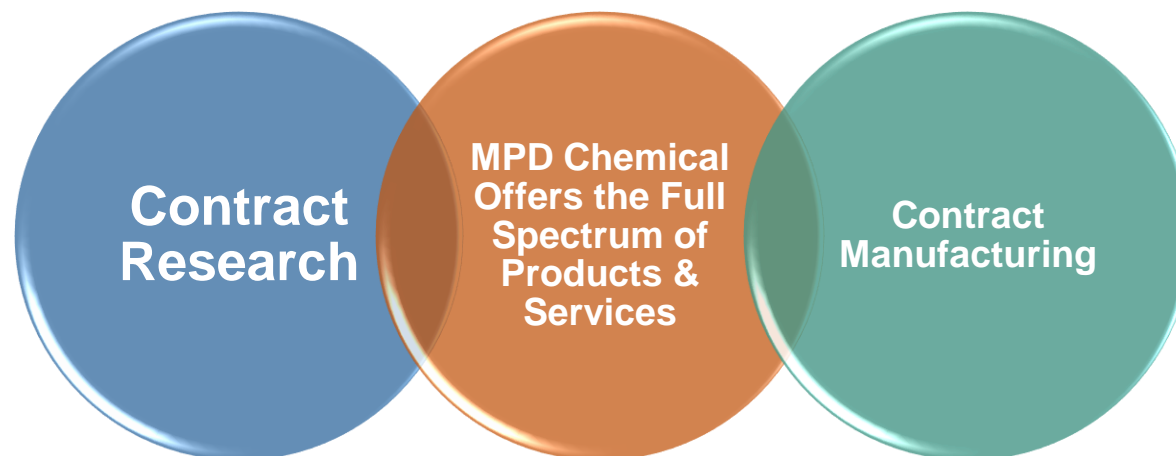 Contract
Research
MPD Chemical
Offers the Full
Spectrum of
Products &
Services
Contract
Manufacturing